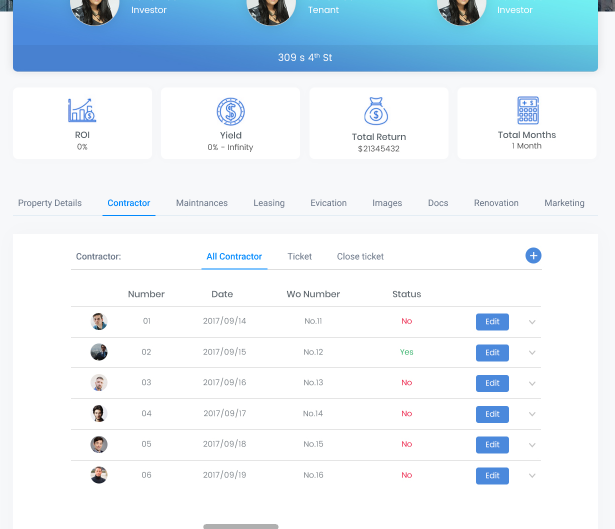 Investor Tenant Investor
309 s 4th St
ROI Yield Total Return Total Months
0% 0% - Infinity $21345432 1 Month
Property Details Contractor Maintnances Leasing Evication Images Docs Renovation Marketing
Contractor: All Contractor Ticket Close ticket
Number Date Wo Number Status
01 2017/09/14 No.11 No Edit
02 2017/09/15 No.12 Yes Edit
03 2017/09/16 No.13 No Edit
04 2017/09/17 No.14 No Edit
05 2017/09/18 No.15 No Edit
06 2017/09/19 No.16 No Edit